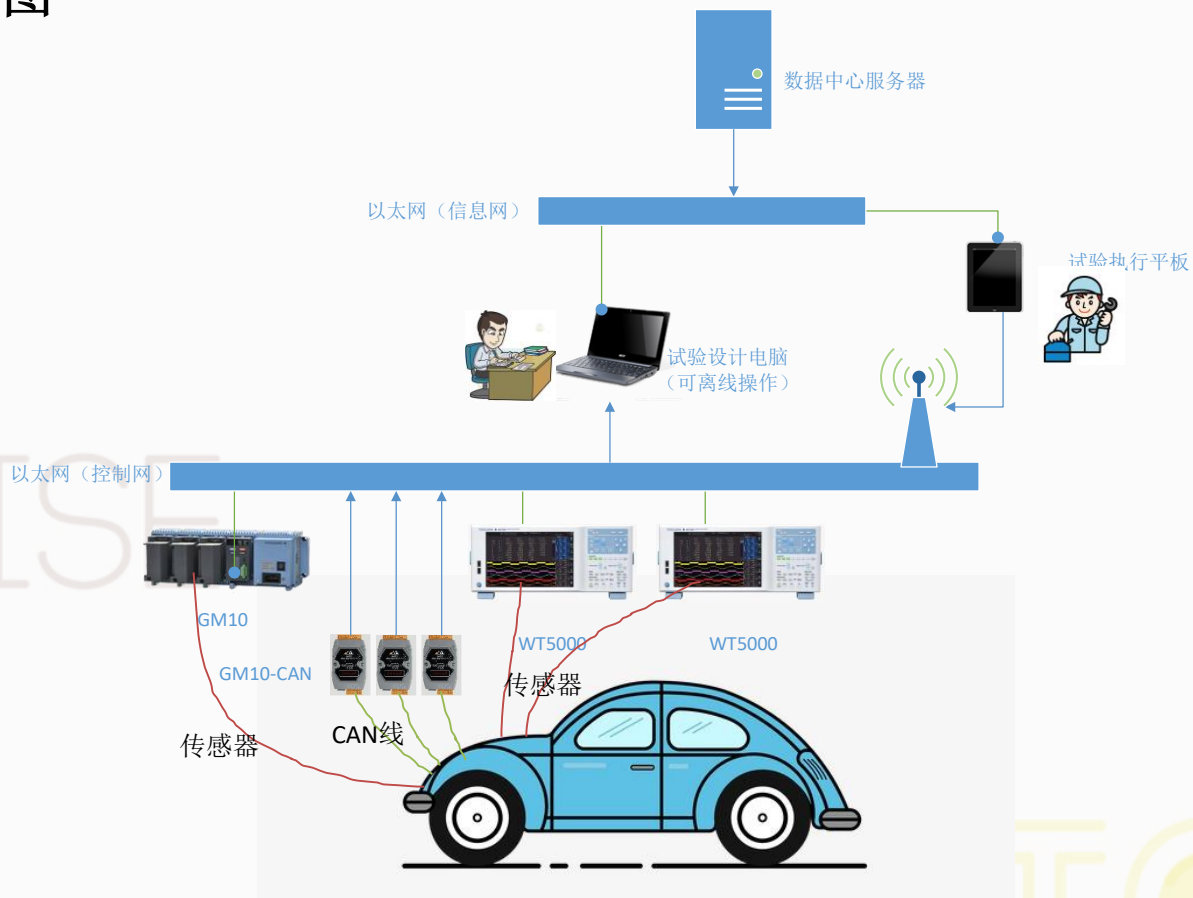 图
数据中心服务器
以太网（信息网）
试验执行平板
试验设计电脑
（可离线操作）
以太网（控制网）
ISE
GM10
WT5000
WT5000
GM10-CAN
传感器
CAN线
传感器